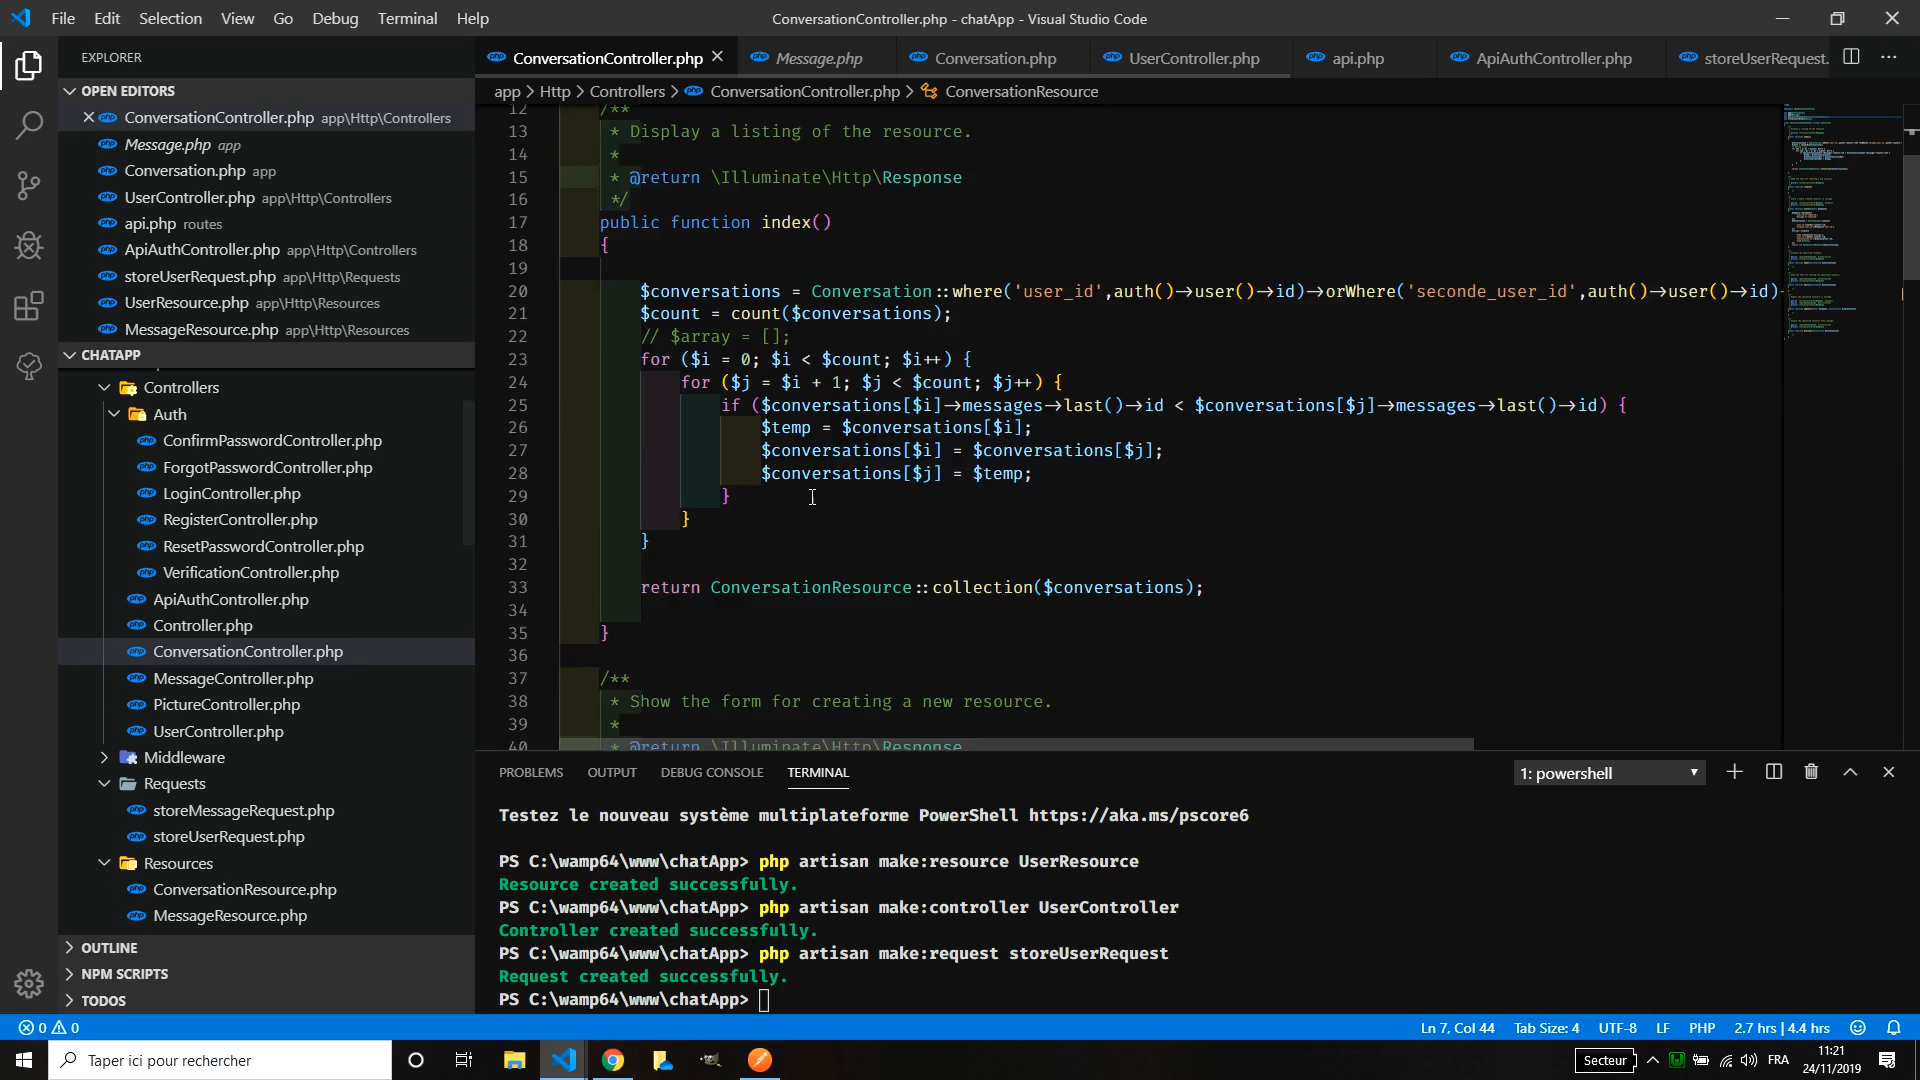 File Edit Selection View Go Debug Terminal Help
ConversationController.php - chatApp - Visual Studio Code
EXPLORER
OPEN EDITORS
ConversationController.php app\Http\Controllers
Message.php app
Conversation.php app
UserController.php app\Http\Controllers
api.php routes
ApiAuthController.php app\Http\Controllers
storeUserRequest.php app\Http\Requests
UserResource.php app\Http\Resources
MessageResource.php app\Http\Resources
CHATAPP
Controllers
Auth
ConfirmPasswordController.php
ForgotPasswordController.php
LoginController.php
RegisterController.php
ResetPasswordController.php
VerificationController.php
ApiAuthController.php
Controller.php
ConversationController.php
MessageController.php
PictureController.php
UserController.php
Middleware
Requests
storeMessageRequest.php
storeUserRequest.php
Resources
ConversationResource.php
MessageResource.php
OUTLINE
NPM SCRIPTS
TODOS
ConversationController.php Message.php Conversation.php UserController.php api.php ApiAuthController.php storeUserRequest.
app > Http > Controllers > ConversationController.php > ConversationResource
12 /**
13 * Display a listing of the resource.
14 *
15 * @return \Illuminate\Http\Response
16 */
17 public function index()
18 {
19
20 $conversations = Conversation::where('user_id',auth()->user()->id)->orWhere('seconde_user_id',auth()->user()->id)-
21 $count = count($conversations);
22 // $array = [];
23 for ($i = 0; $i < $count; $i++) {
24 for ($j = $i + 1; $j < $count; $j++) {
25 if ($conversations[$i]->messages->last()->id < $conversations[$j]->messages->last()->id) {
26 $temp = $conversations[$i];
27 $conversations[$i] = $conversations[$j];
28 $conversations[$j] = $temp;
29 }
30 }
31 }
32
33 return ConversationResource::collection($conversations);
34
35 }
36
37 /**
38 * Show the form for creating a new resource.
39 *
40 * @return \Illuminate\Http\Response
PROBLEMS OUTPUT DEBUG CONSOLE TERMINAL
1: powershell
Testez le nouveau système multiplateforme PowerShell https://aka.ms/pscore6
PS C:\wamp64\www\chatApp> php artisan make:resource UserResource
Resource created successfully.
PS C:\wamp64\www\chatApp> php artisan make:controller UserController
Controller created successfully.
PS C:\wamp64\www\chatApp> php artisan make:request storeUserRequest
Request created successfully.
PS C:\wamp64\www\chatApp>
0 0
Ln 7, Col 44 Tab Size: 4 UTF-8 LF PHP 2.7 hrs | 4.4 hrs
Taper ici pour rechercher
Secteur
FRA
11:21
24/11/2019